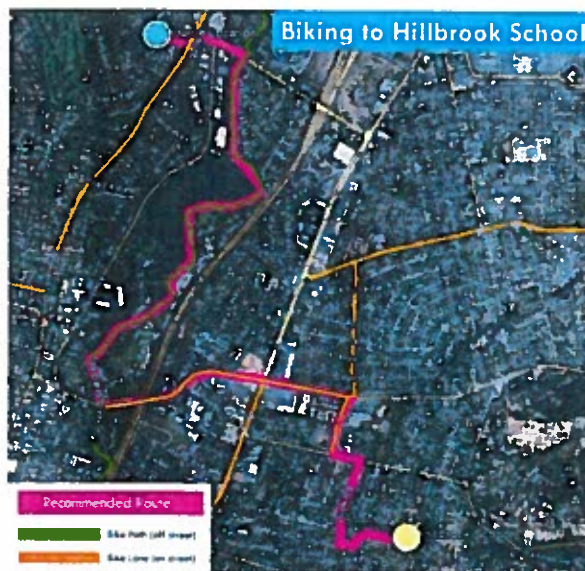 Biking to Hillbrook School
Recommended Route
Bike Path (off street)
Bike Lane (on street)